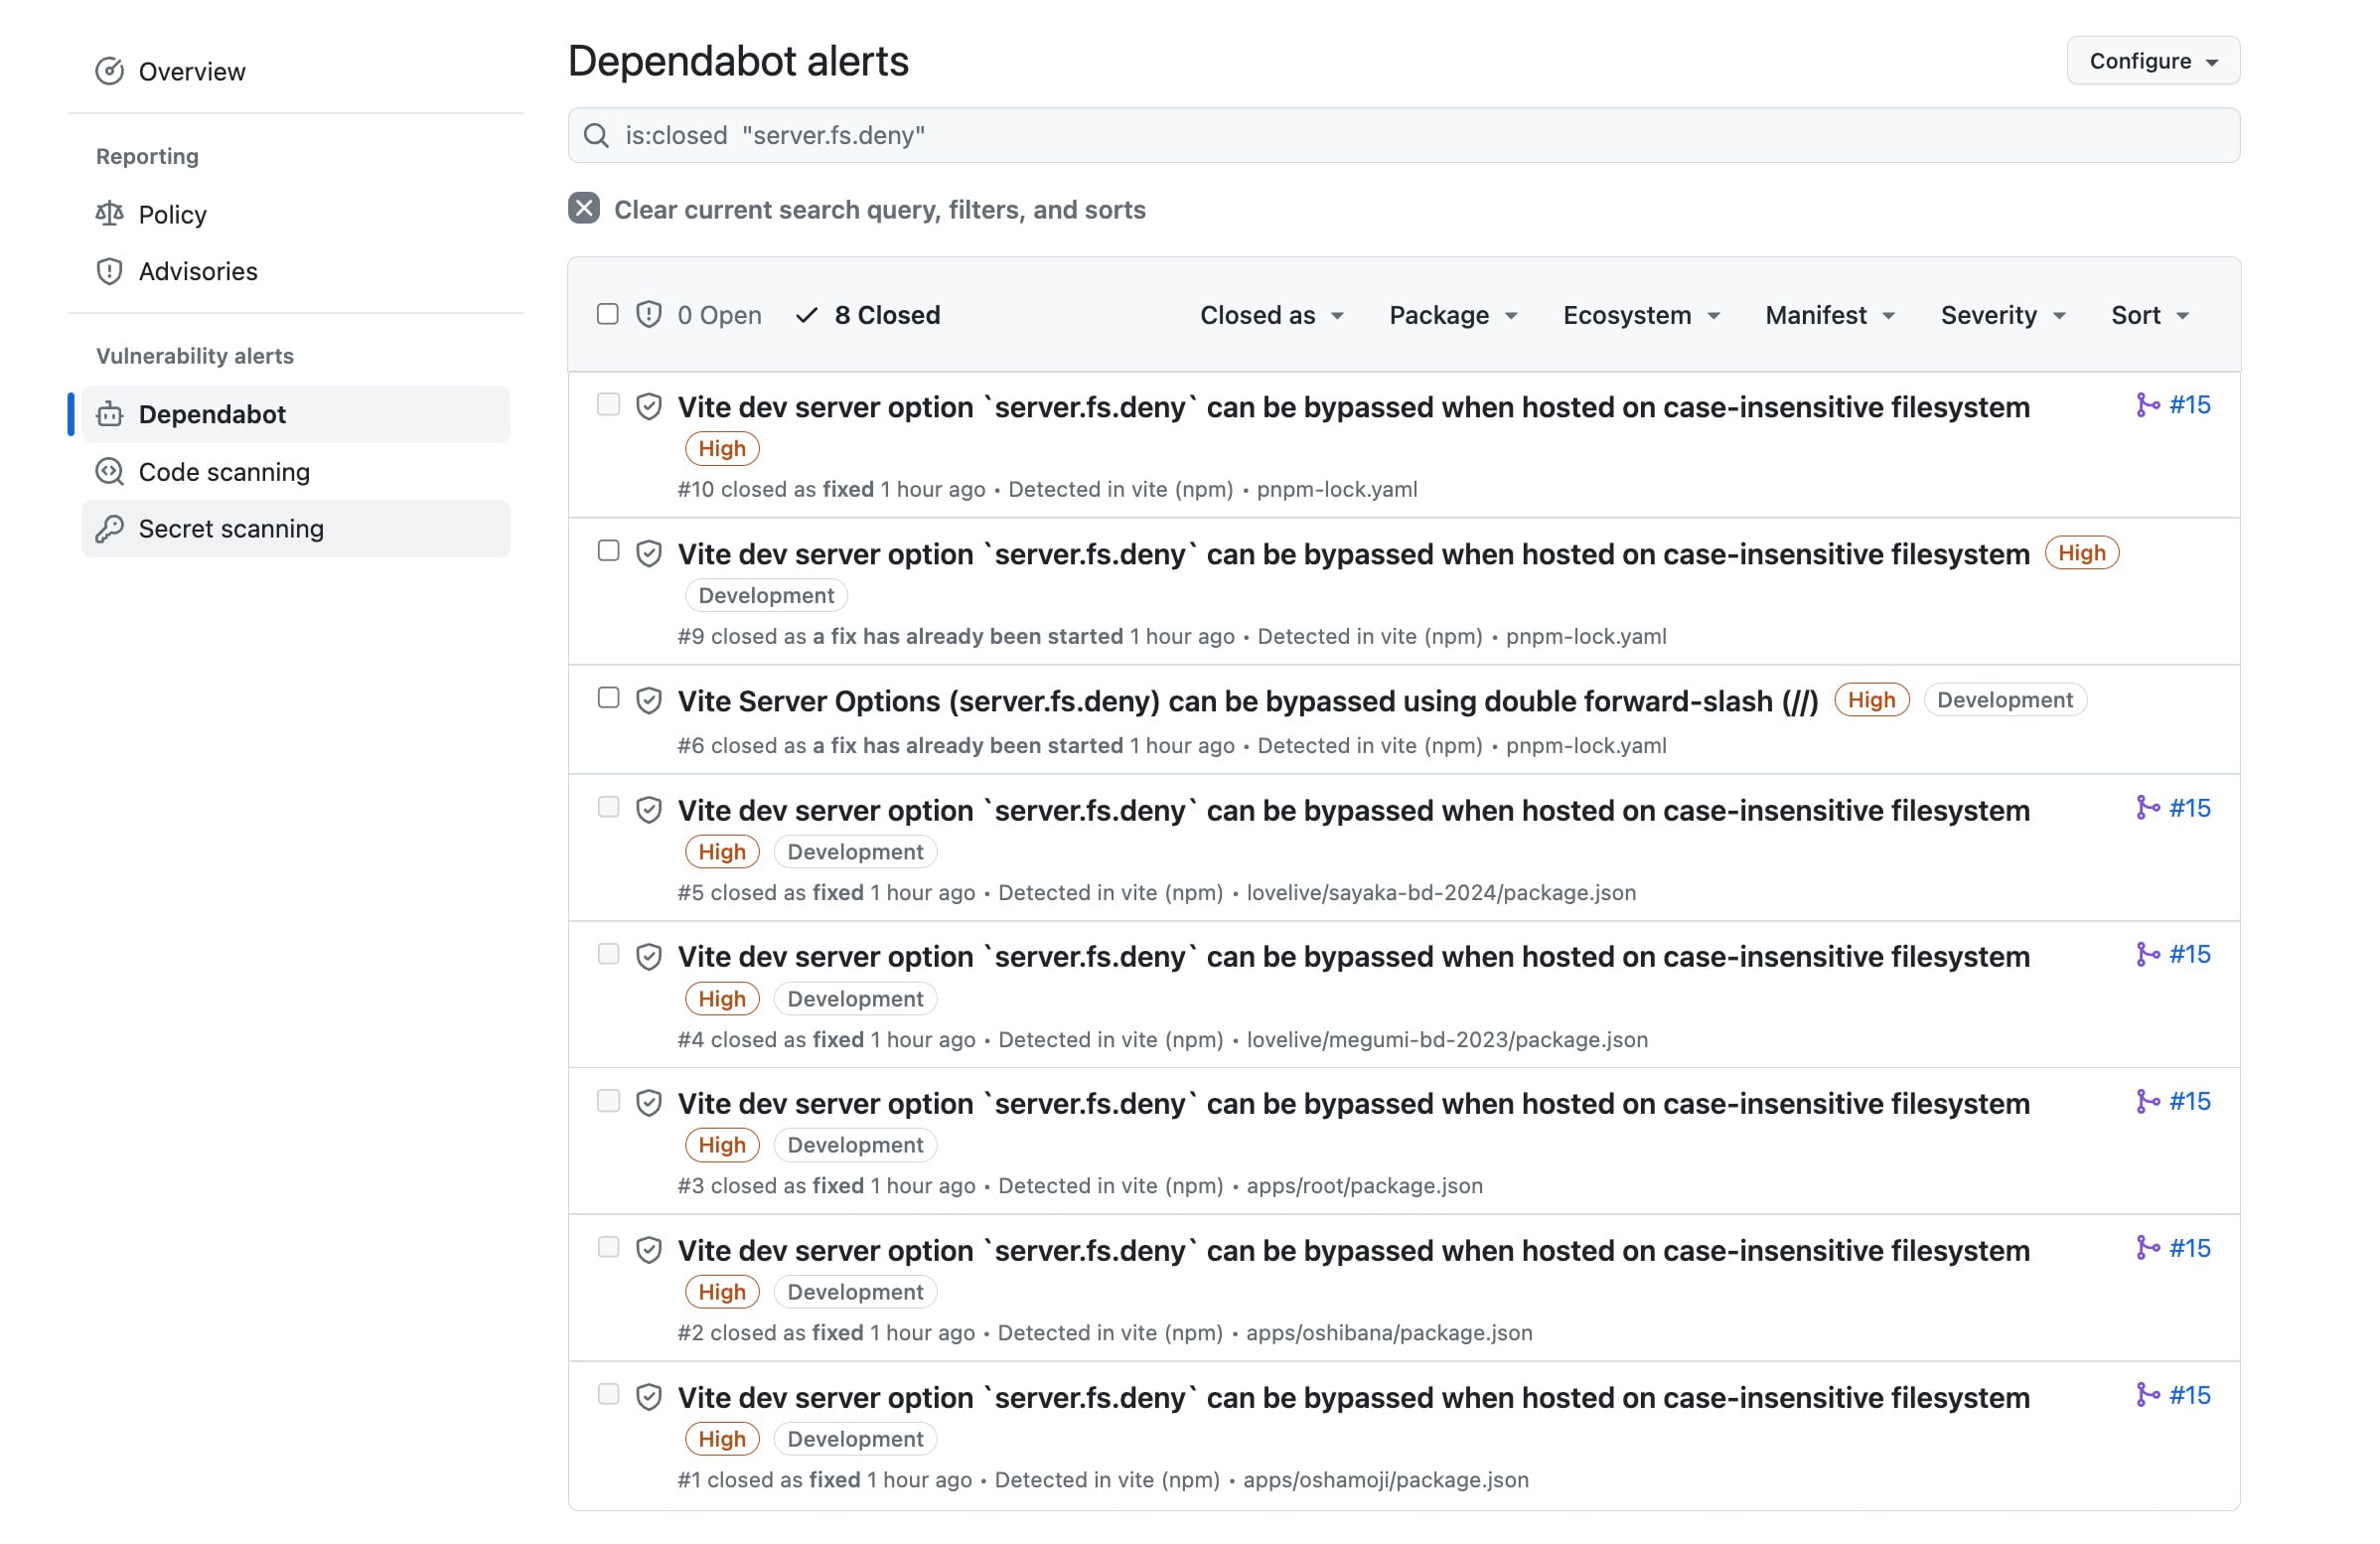 Overview
Reporting
Policy
Advisories
Vulnerability alerts
Dependabot
Code scanning
Secret scanning
Dependabot alerts
Configure
is:closed "server.fs.deny"
Clear current search query, filters, and sorts
0 Open 8 Closed Closed as Package Ecosystem Manifest Severity Sort
Vite dev server option `server.fs.deny` can be bypassed when hosted on case-insensitive filesystem #15
High
#10 closed as fixed 1 hour ago • Detected in vite (npm) • pnpm-lock.yaml
Vite dev server option `server.fs.deny` can be bypassed when hosted on case-insensitive filesystem High
Development
#9 closed as a fix has already been started 1 hour ago • Detected in vite (npm) • pnpm-lock.yaml
Vite Server Options (server.fs.deny) can be bypassed using double forward-slash (//) High Development
#6 closed as a fix has already been started 1 hour ago • Detected in vite (npm) • pnpm-lock.yaml
Vite dev server option `server.fs.deny` can be bypassed when hosted on case-insensitive filesystem #15
High Development
#5 closed as fixed 1 hour ago • Detected in vite (npm) • lovelive/sayaka-bd-2024/package.json
Vite dev server option `server.fs.deny` can be bypassed when hosted on case-insensitive filesystem #15
High Development
#4 closed as fixed 1 hour ago • Detected in vite (npm) • lovelive/megumi-bd-2023/package.json
Vite dev server option `server.fs.deny` can be bypassed when hosted on case-insensitive filesystem #15
High Development
#3 closed as fixed 1 hour ago • Detected in vite (npm) • apps/root/package.json
Vite dev server option `server.fs.deny` can be bypassed when hosted on case-insensitive filesystem #15
High Development
#2 closed as fixed 1 hour ago • Detected in vite (npm) • apps/oshibana/package.json
Vite dev server option `server.fs.deny` can be bypassed when hosted on case-insensitive filesystem #15
High Development
#1 closed as fixed 1 hour ago • Detected in vite (npm) • apps/oshamoji/package.json